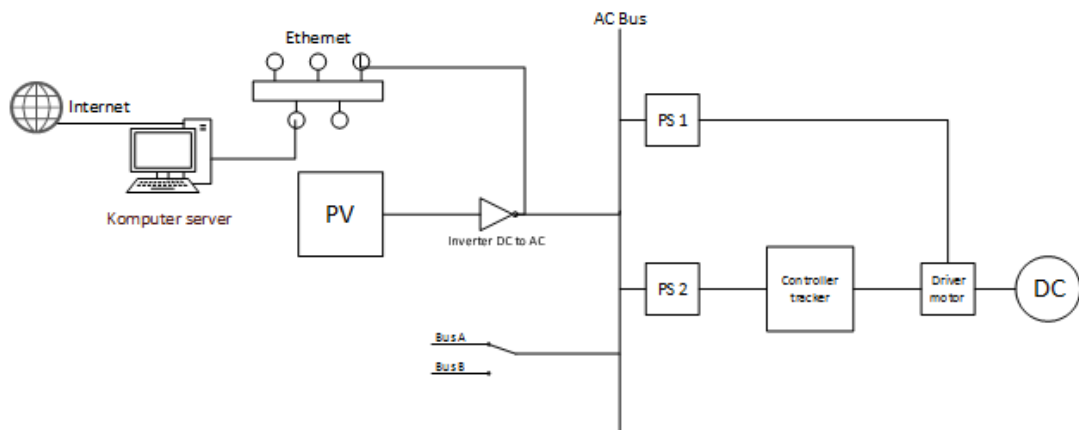 AC Bus
Ethernet
Internet
PS 1
Komputer server
PV
Inverter DC to AC
PS 2
Controller
tracker
Driver
motor
DC
Bus A
Bus B